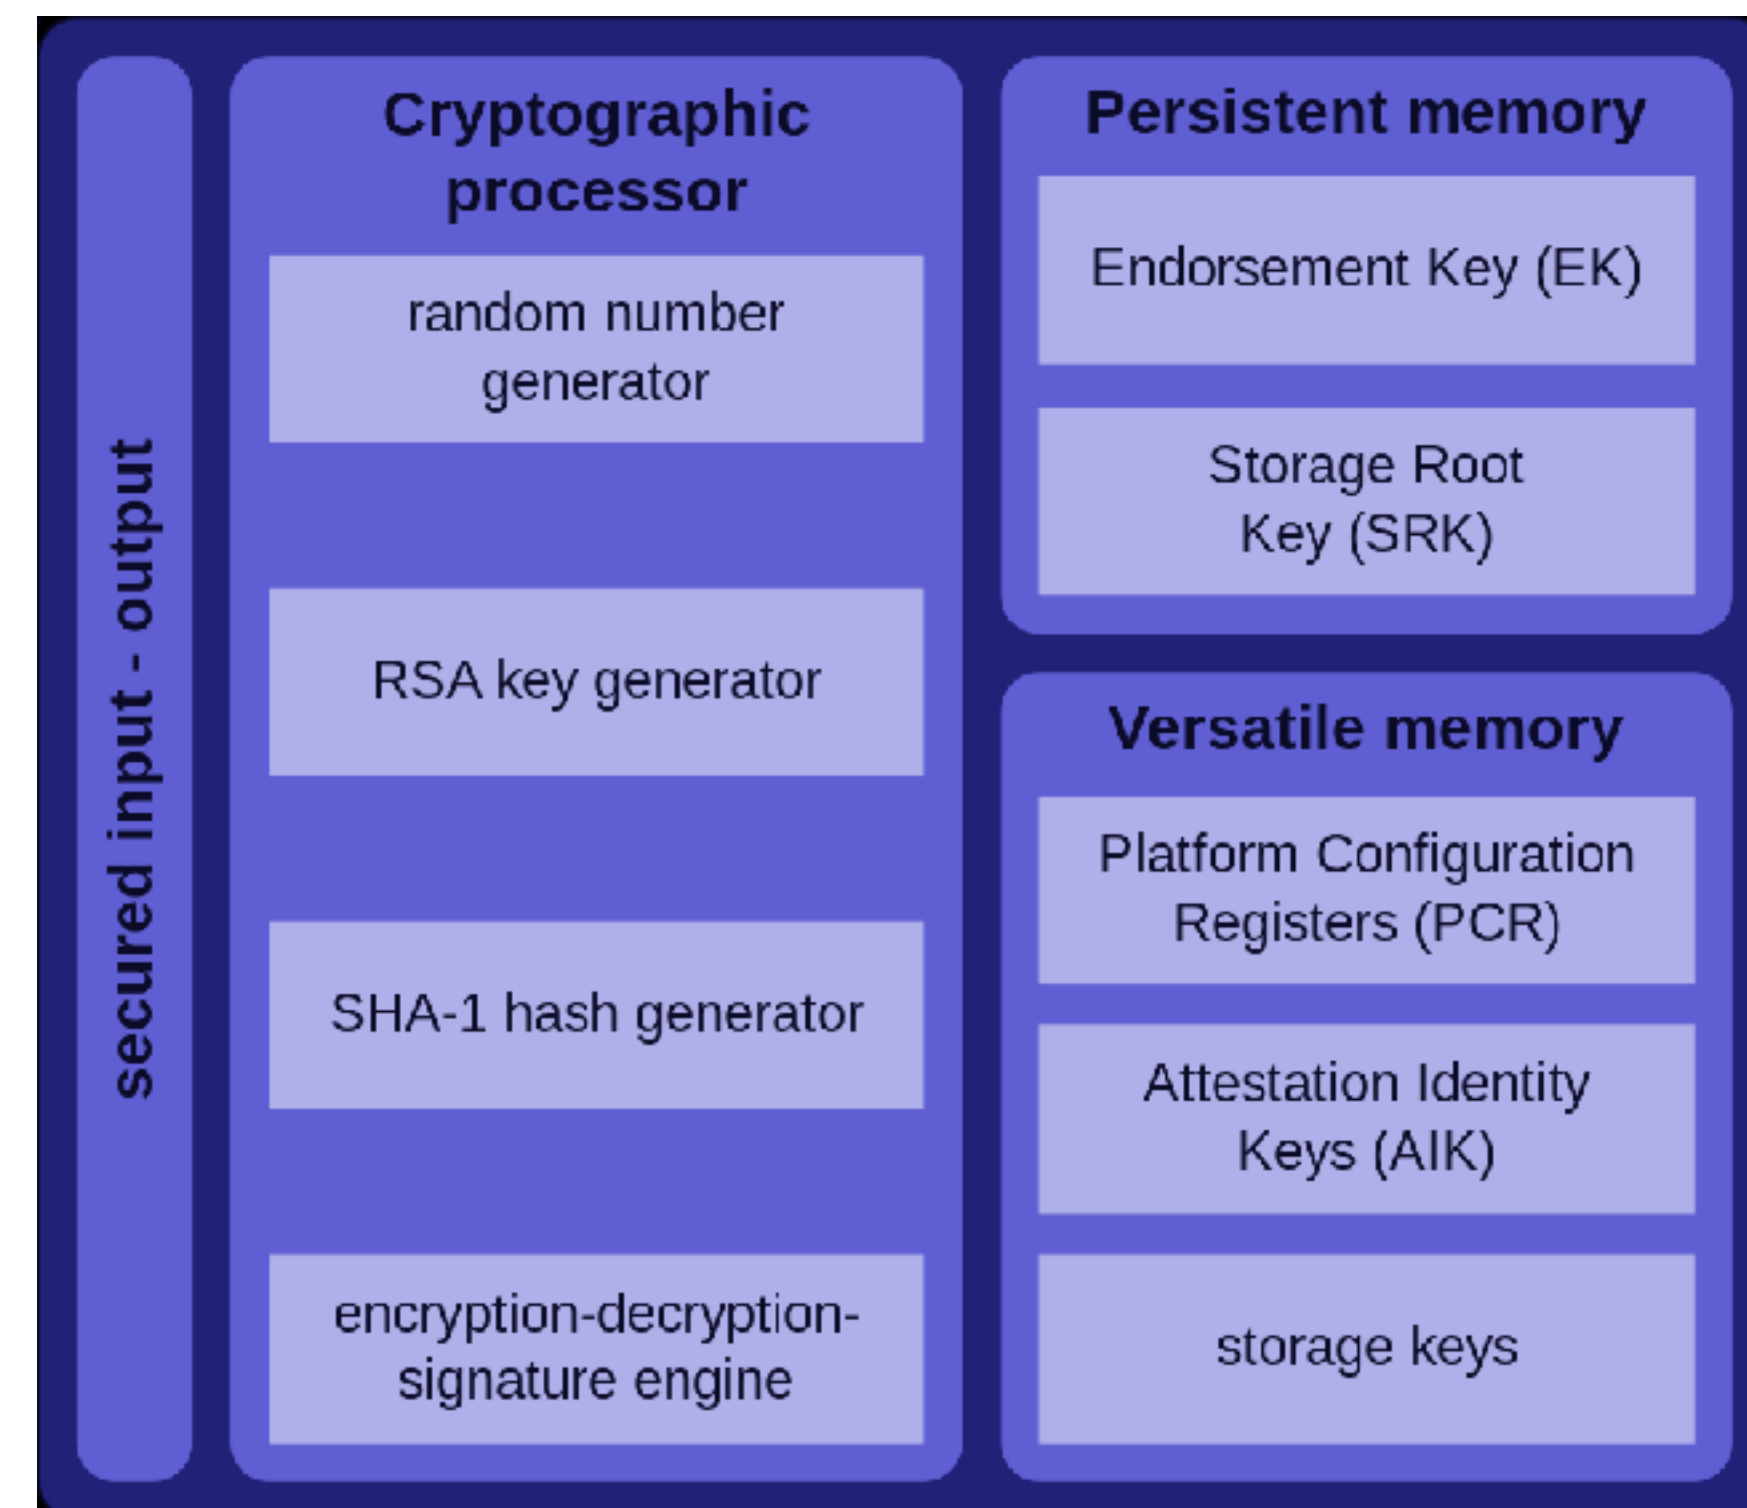 secured input - output
Cryptographic
processor
random number
generator
RSA key generator
SHA-1 hash generator
encryption-decryption-
signature engine
Persistent memory
Endorsement Key (EK)
Storage Root
Key (SRK)
Versatile memory
Platform Configuration
Registers (PCR)
Attestation Identity
Keys (AIK)
storage keys